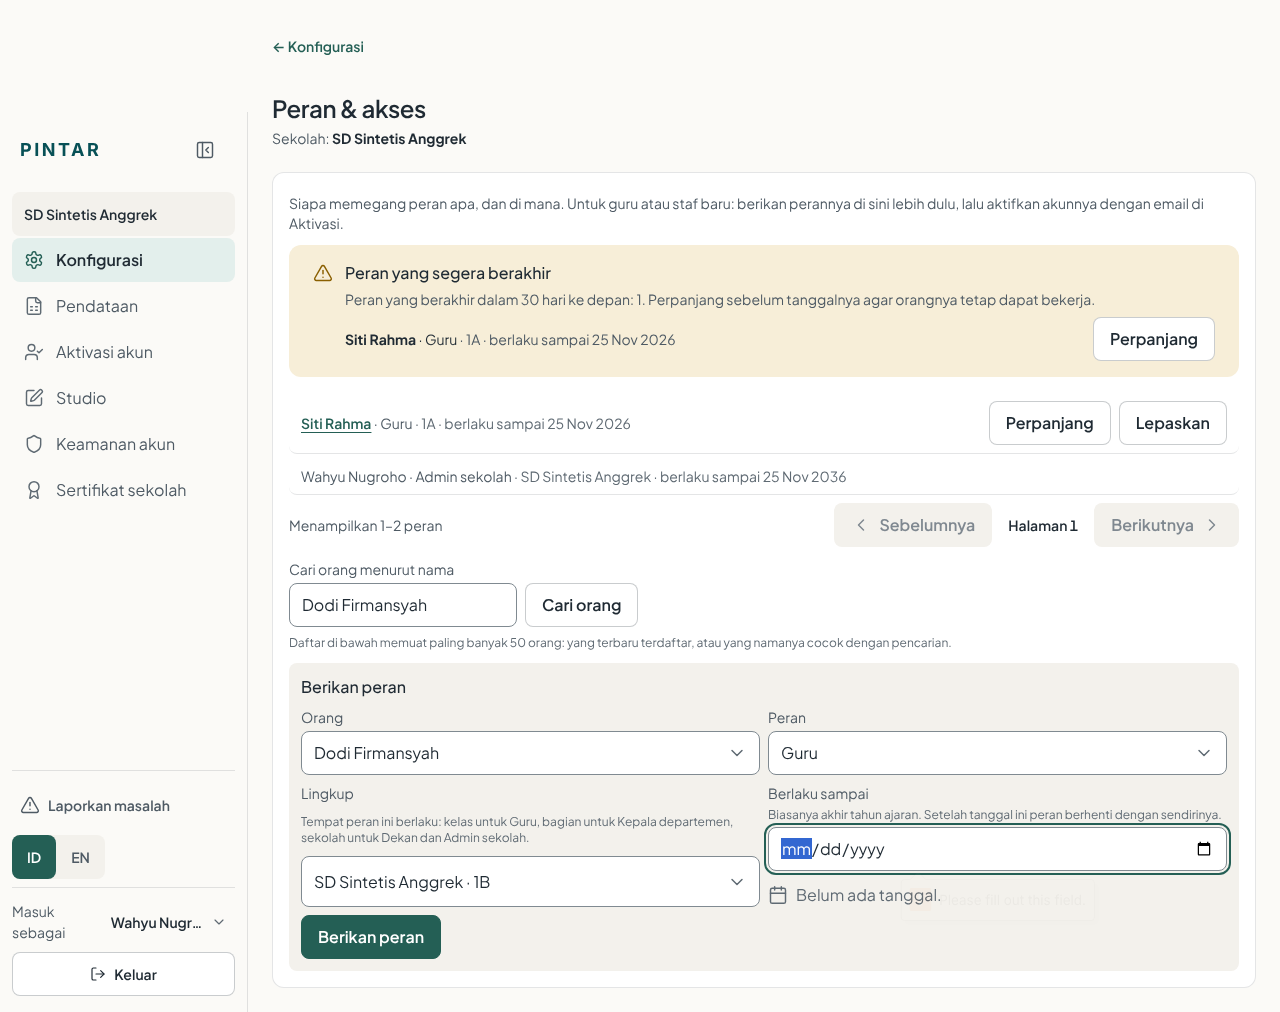 ← Konfigurasi
Peran & akses
Sekolah: SD Sintetis Anggrek
PINTAR
SD Sintetis Anggrek
Konfigurasi
Pendataan
Aktivasi akun
Studio
Keamanan akun
Sertifikat sekolah
Laporkan masalah
ID EN
Masuk sebagai Wahyu Nugr...
Keluar
Siapa memegang peran apa, dan di mana. Untuk guru atau staf baru: berikan perannya di sini lebih dulu, lalu aktifkan akunnya dengan email di
Aktivasi.
Peran yang segera berakhir
Peran yang berakhir dalam 30 hari ke depan: 1. Perpanjang sebelum tanggalnya agar orangnya tetap dapat bekerja.
Siti Rahma · Guru · 1A · berlaku sampai 25 Nov 2026 Perpanjang
Siti Rahma · Guru · 1A · berlaku sampai 25 Nov 2026 Perpanjang Lepaskan
Wahyu Nugroho · Admin sekolah · SD Sintetis Anggrek · berlaku sampai 25 Nov 2036
Menampilkan 1–2 peran Sebelumnya Halaman 1 Berikutnya
Cari orang menurut nama
Dodi Firmansyah Cari orang
Daftar di bawah memuat paling banyak 50 orang: yang terbaru terdaftar, atau yang namanya cocok dengan pencarian.
Berikan peran
Orang
Dodi Firmansyah
Peran
Guru
Lingkup
Tempat peran ini berlaku: kelas untuk Guru, bagian untuk Kepala departemen,
sekolah untuk Dekan dan Admin sekolah.
SD Sintetis Anggrek · 1B
Berlaku sampai
Biasanya akhir tahun ajaran. Setelah tanggal ini peran berhenti dengan sendirinya.
mm/dd/yyyy
Belum ada tanggal.
Please fill out this field.
Berikan peran